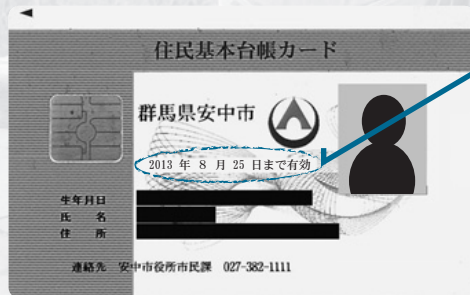 住民基本台帳カード
群馬県安中市
2013 年 8 月 25 日まで有効
生年月日
氏 名
住 所
連絡先 安中市役所市民課 027-382-1111